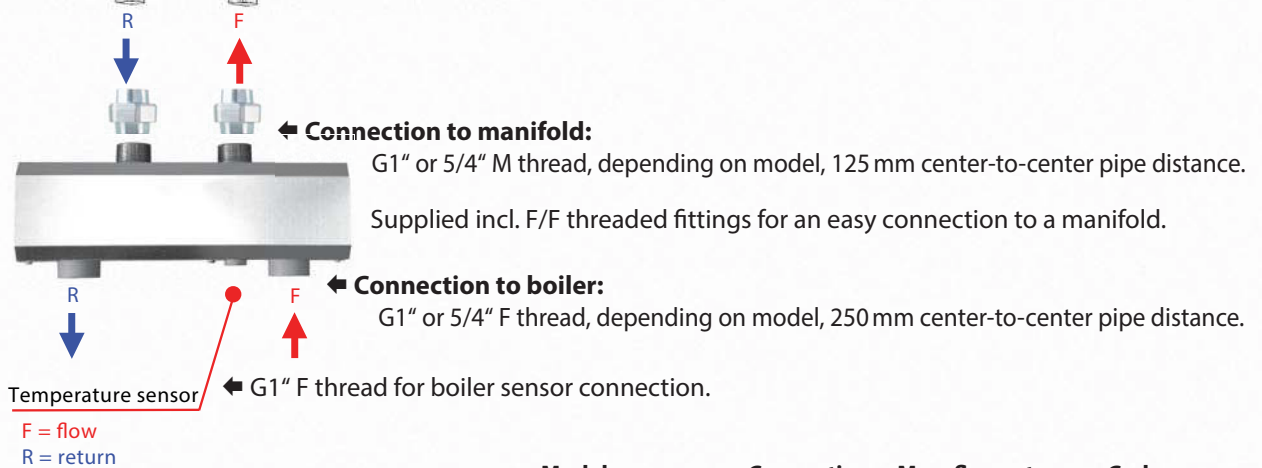 R F
🡄 Connection to manifold:
G1“ or 5/4“ M thread, depending on model, 125 mm center-to-center pipe distance.
Supplied incl. F/F threaded fittings for an easy connection to a manifold.
🡄 Connection to boiler:
R F
G1“ or 5/4“ F thread, depending on model, 250 mm center-to-center pipe distance.
Temperature sensor
🡄 G1“ F thread for boiler sensor connection.
F = flow
R = return